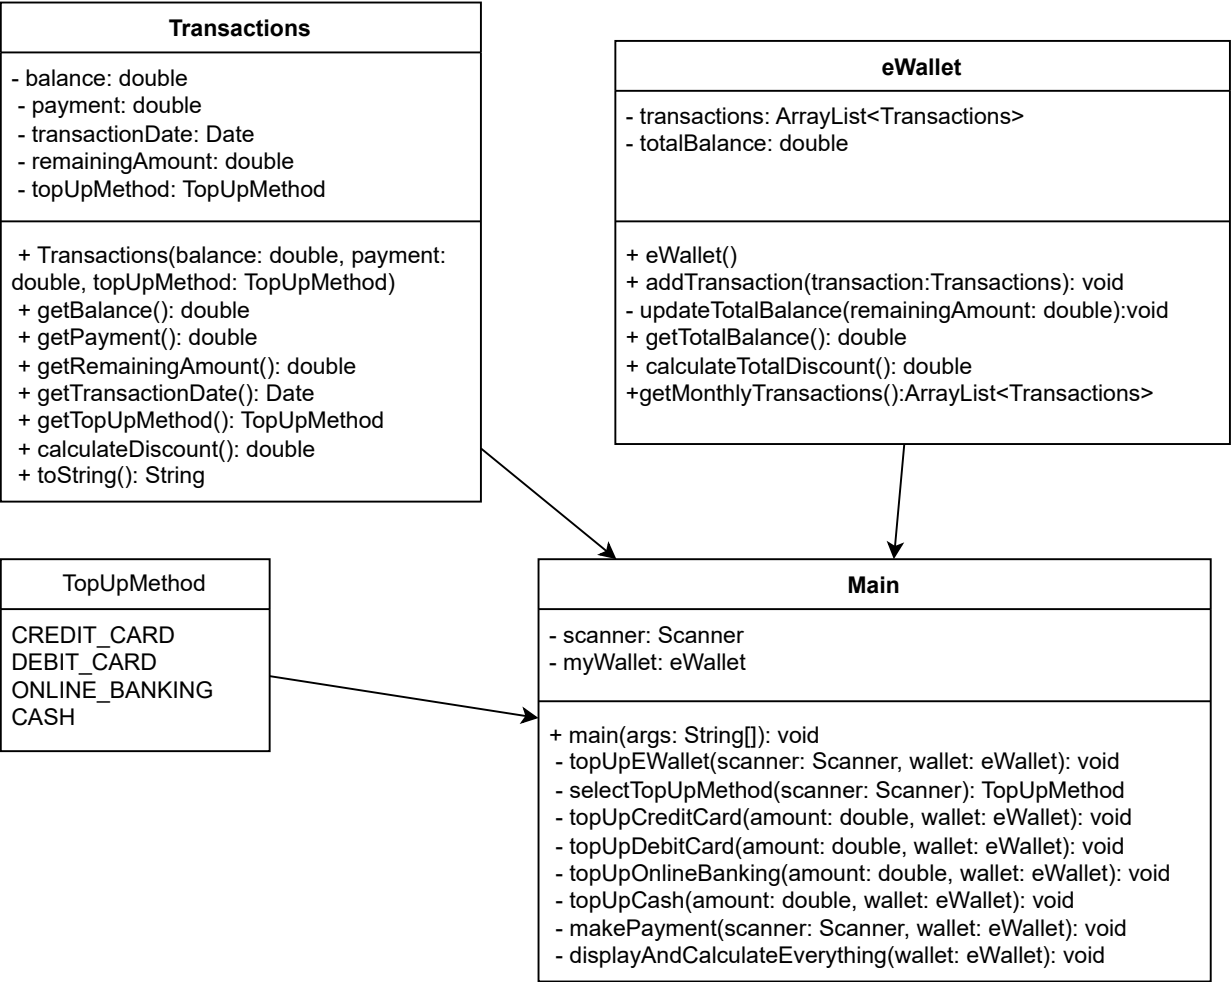 Transactions
- balance: double
- payment: double
- transactionDate: Date
- remainingAmount: double
- topUpMethod: TopUpMethod
+ Transactions(balance: double, payment:
double, topUpMethod: TopUpMethod)
+ getBalance(): double
+ getPayment(): double
+ getRemainingAmount(): double
+ getTransactionDate(): Date
+ getTopUpMethod(): TopUpMethod
+ calculateDiscount(): double
+ toString(): String
eWallet
- transactions: ArrayList<Transactions>
- totalBalance: double
+ eWallet()
+ addTransaction(transaction:Transactions): void
- updateTotalBalance(remainingAmount: double):void
+ getTotalBalance(): double
+ calculateTotalDiscount(): double
+getMonthlyTransactions():ArrayList<Transactions>
TopUpMethod
CREDIT_CARD
DEBIT_CARD
ONLINE_BANKING
CASH
Main
- scanner: Scanner
- myWallet: eWallet
+ main(args: String[]): void
- topUpEWallet(scanner: Scanner, wallet: eWallet): void
- selectTopUpMethod(scanner: Scanner): TopUpMethod
- topUpCreditCard(amount: double, wallet: eWallet): void
- topUpDebitCard(amount: double, wallet: eWallet): void
- topUpOnlineBanking(amount: double, wallet: eWallet): void
- topUpCash(amount: double, wallet: eWallet): void
- makePayment(scanner: Scanner, wallet: eWallet): void
- displayAndCalculateEverything(wallet: eWallet): void